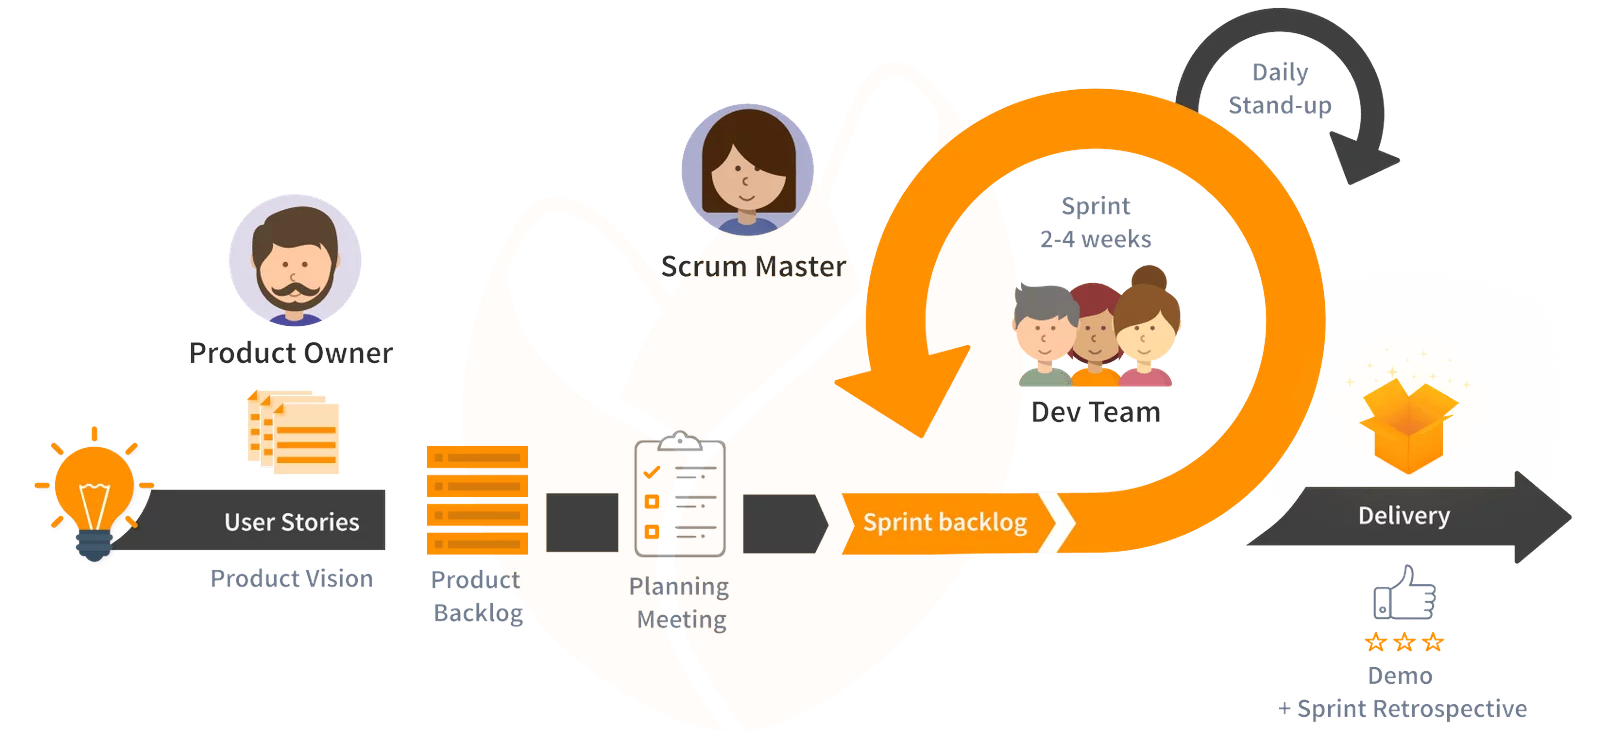 Daily
Stand-up
Sprint
2-4 weeks
Scrum Master
Product Owner
Dev Team
User Stories
Sprint backlog
Delivery
Product Vision
Product
Backlog
Planning
Meeting
Demo
+ Sprint Retrospective